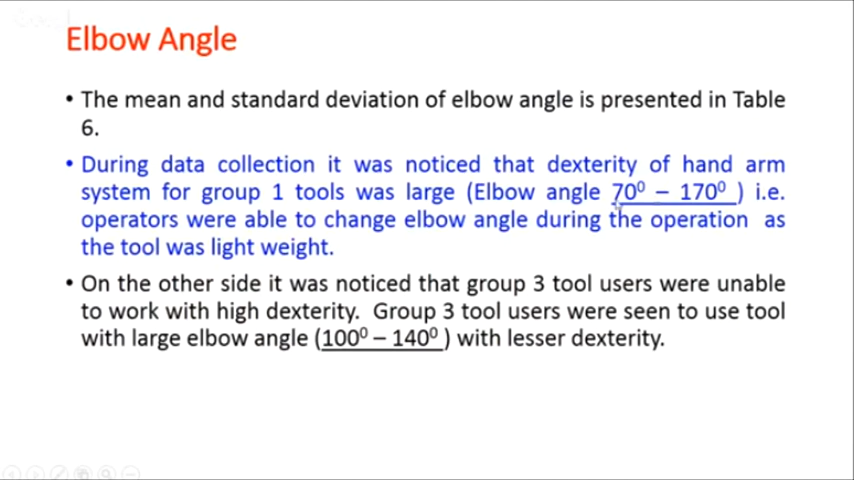 Elbow Angle
• The mean and standard deviation of elbow angle is presented in Table
6.
• During data collection it was noticed that dexterity of hand arm
system for group 1 tools was large (Elbow angle 70⁰ – 170⁰ ) i.e.
operators were able to change elbow angle during the operation as
the tool was light weight.
• On the other side it was noticed that group 3 tool users were unable
to work with high dexterity. Group 3 tool users were seen to use tool
with large elbow angle (100⁰ – 140⁰ ) with lesser dexterity.